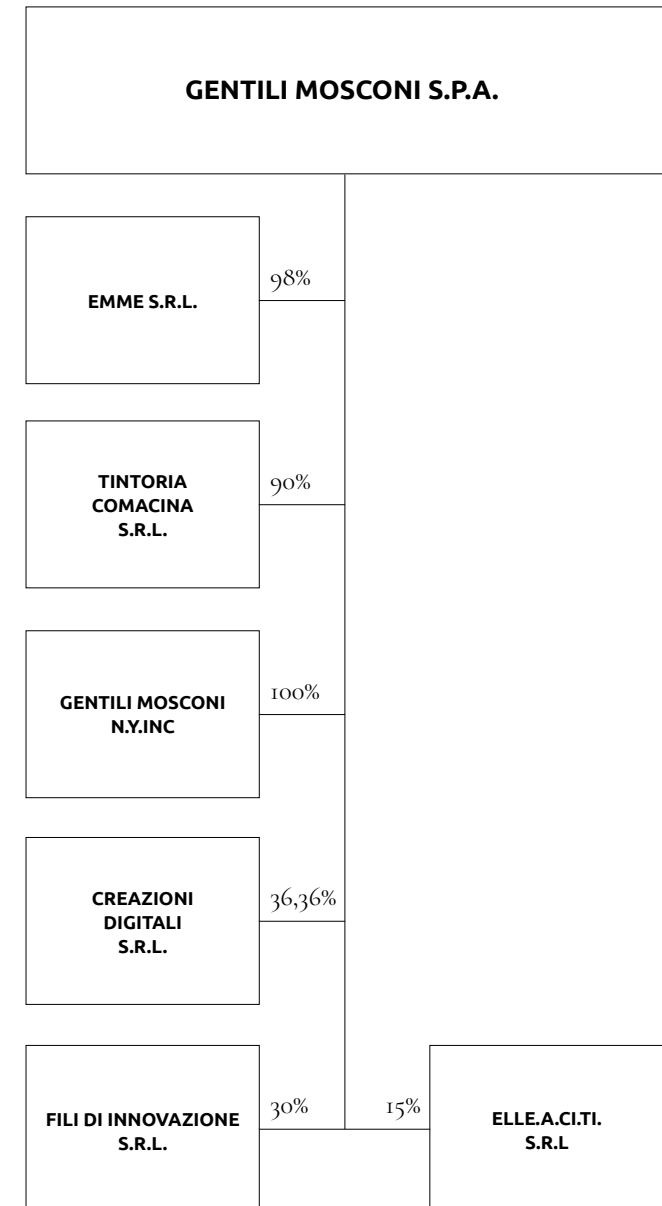 GENTILI MOSCONI S.P.A.
98%
EMME S.R.L.
90%
TINTORIA
COMACINA
S.R.L.
100%
GENTILI MOSCONI
N.Y.INC
36,36%
CREAZIONI
DIGITALI
S.R.L.
30%
15%
FILI DI INNOVAZIONE
S.R.L.
ELLE.A.CI.TI.
S.R.L